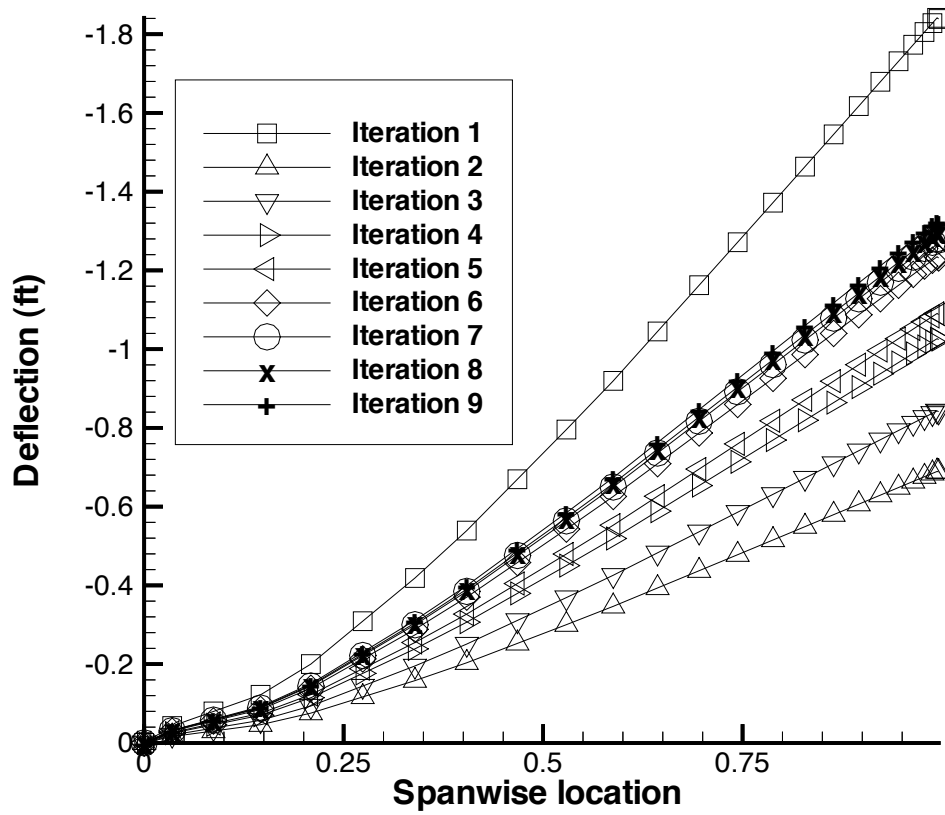 -1.8
-1.6
-1.4
-1.2
-1
-0.8
-0.6
-0.4
-0.2
0
Deflection (ft)
Iteration 1
Iteration 2
Iteration 3
Iteration 4
Iteration 5
Iteration 6
Iteration 7
Iteration 8
Iteration 9
0 0.25 0.5 0.75
Spanwise location